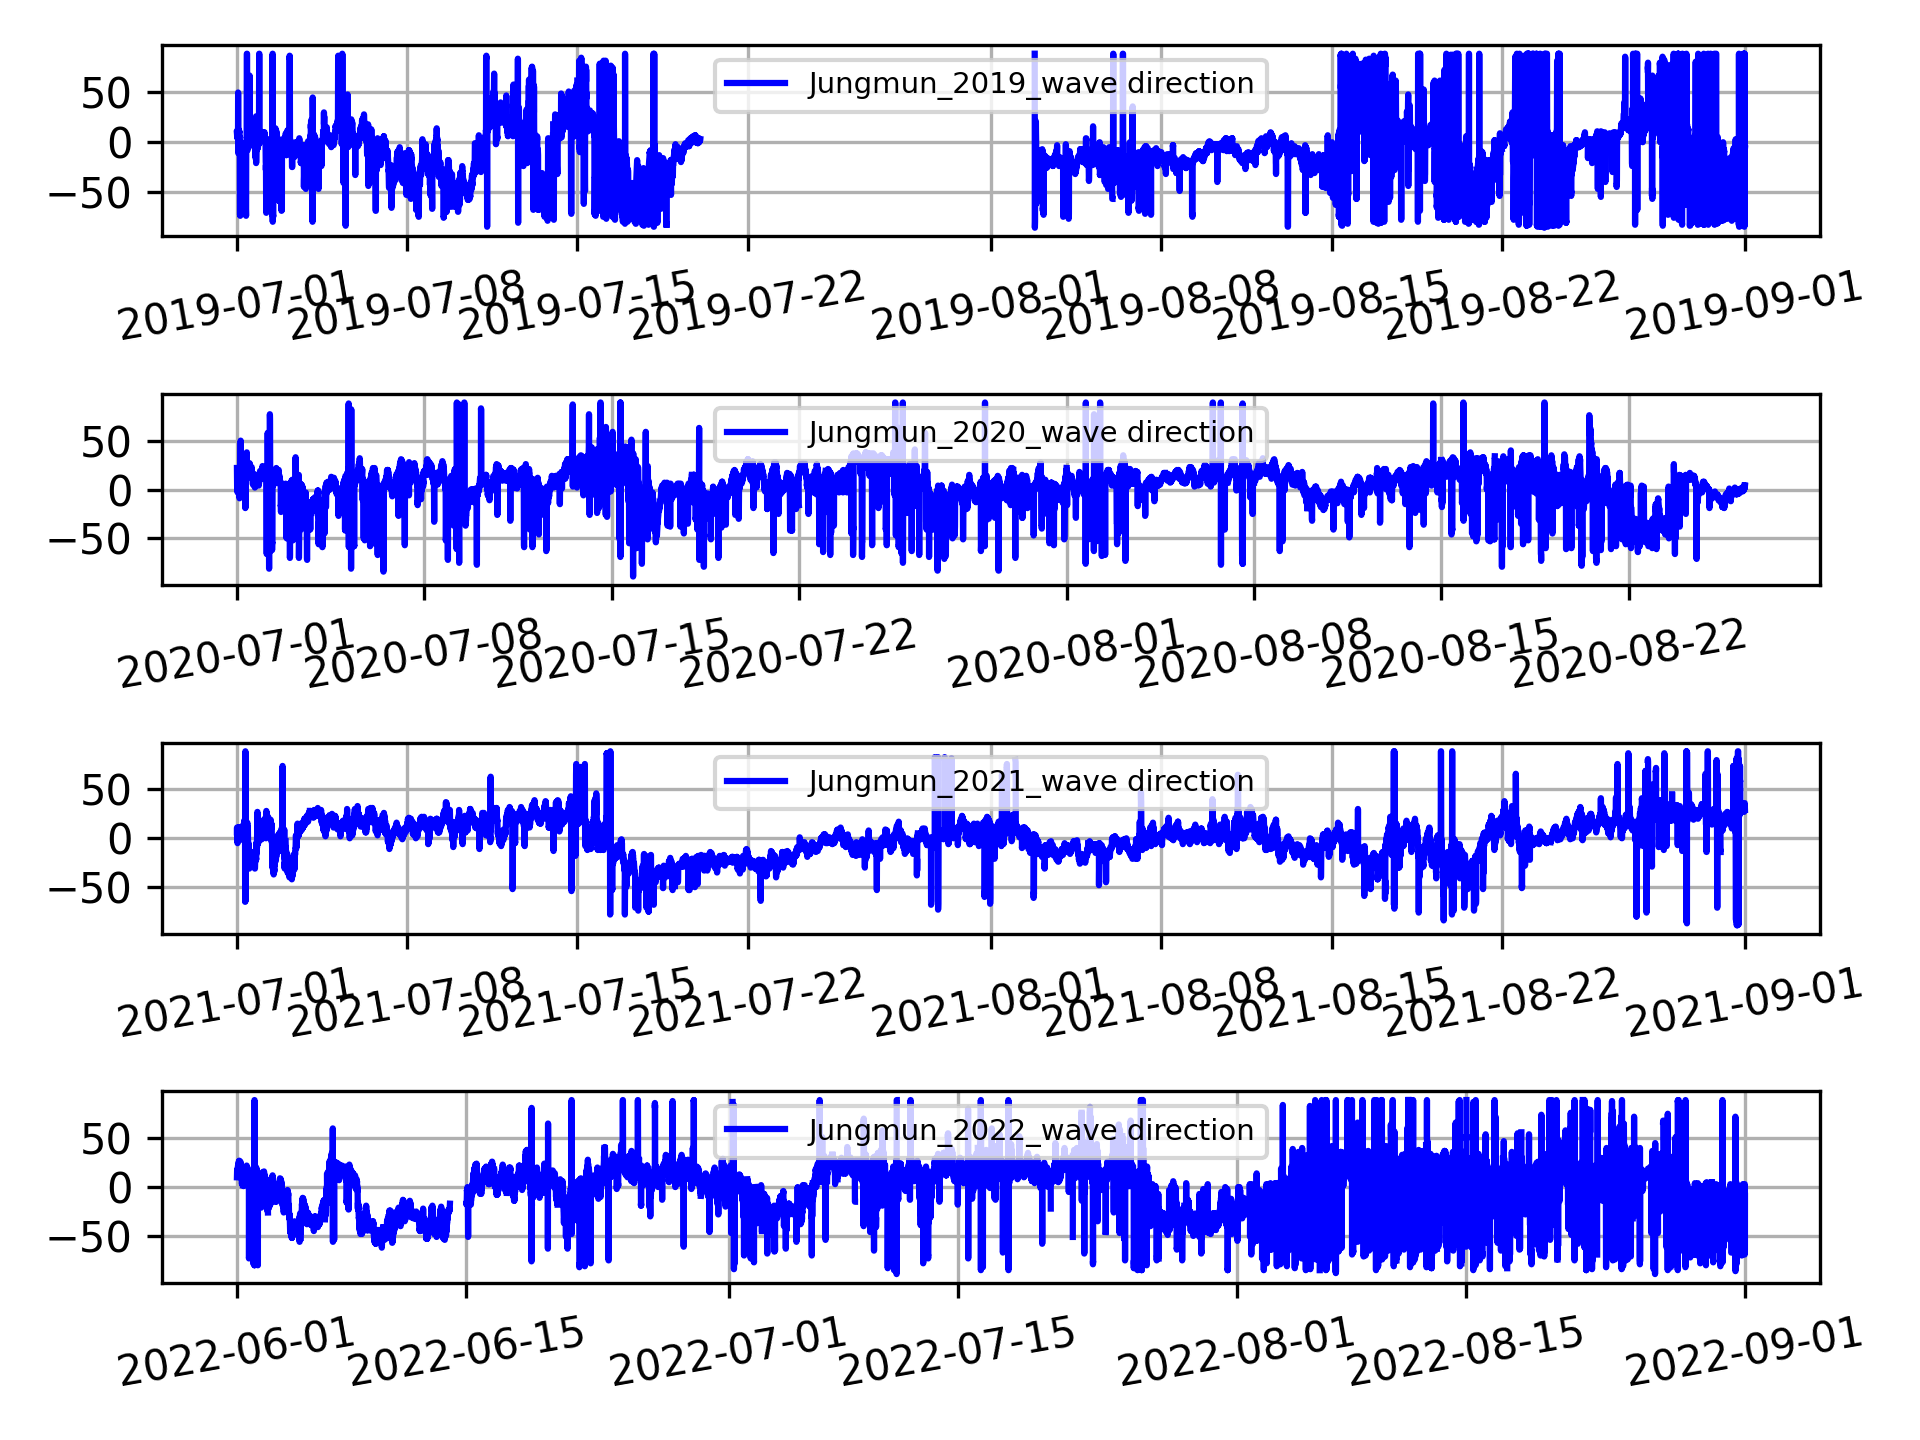 Jungmun_2019_wave direction
50
0
−50
2019-07-01 2019-07-08 2019-07-15 2019-07-22 2019-08-01 2019-08-08 2019-08-15 2019-08-22 2019-09-01
Jungmun_2020_wave direction
50
0
−50
2020-07-01 2020-07-08 2020-07-15 2020-07-22 2020-08-01 2020-08-08 2020-08-15 2020-08-22
Jungmun_2021_wave direction
50
0
−50
2021-07-01 2021-07-08 2021-07-15 2021-07-22 2021-08-01 2021-08-08 2021-08-15 2021-08-22 2021-09-01
Jungmun_2022_wave direction
50
0
−50
2022-06-01 2022-06-15 2022-07-01 2022-07-15 2022-08-01 2022-08-15 2022-09-01